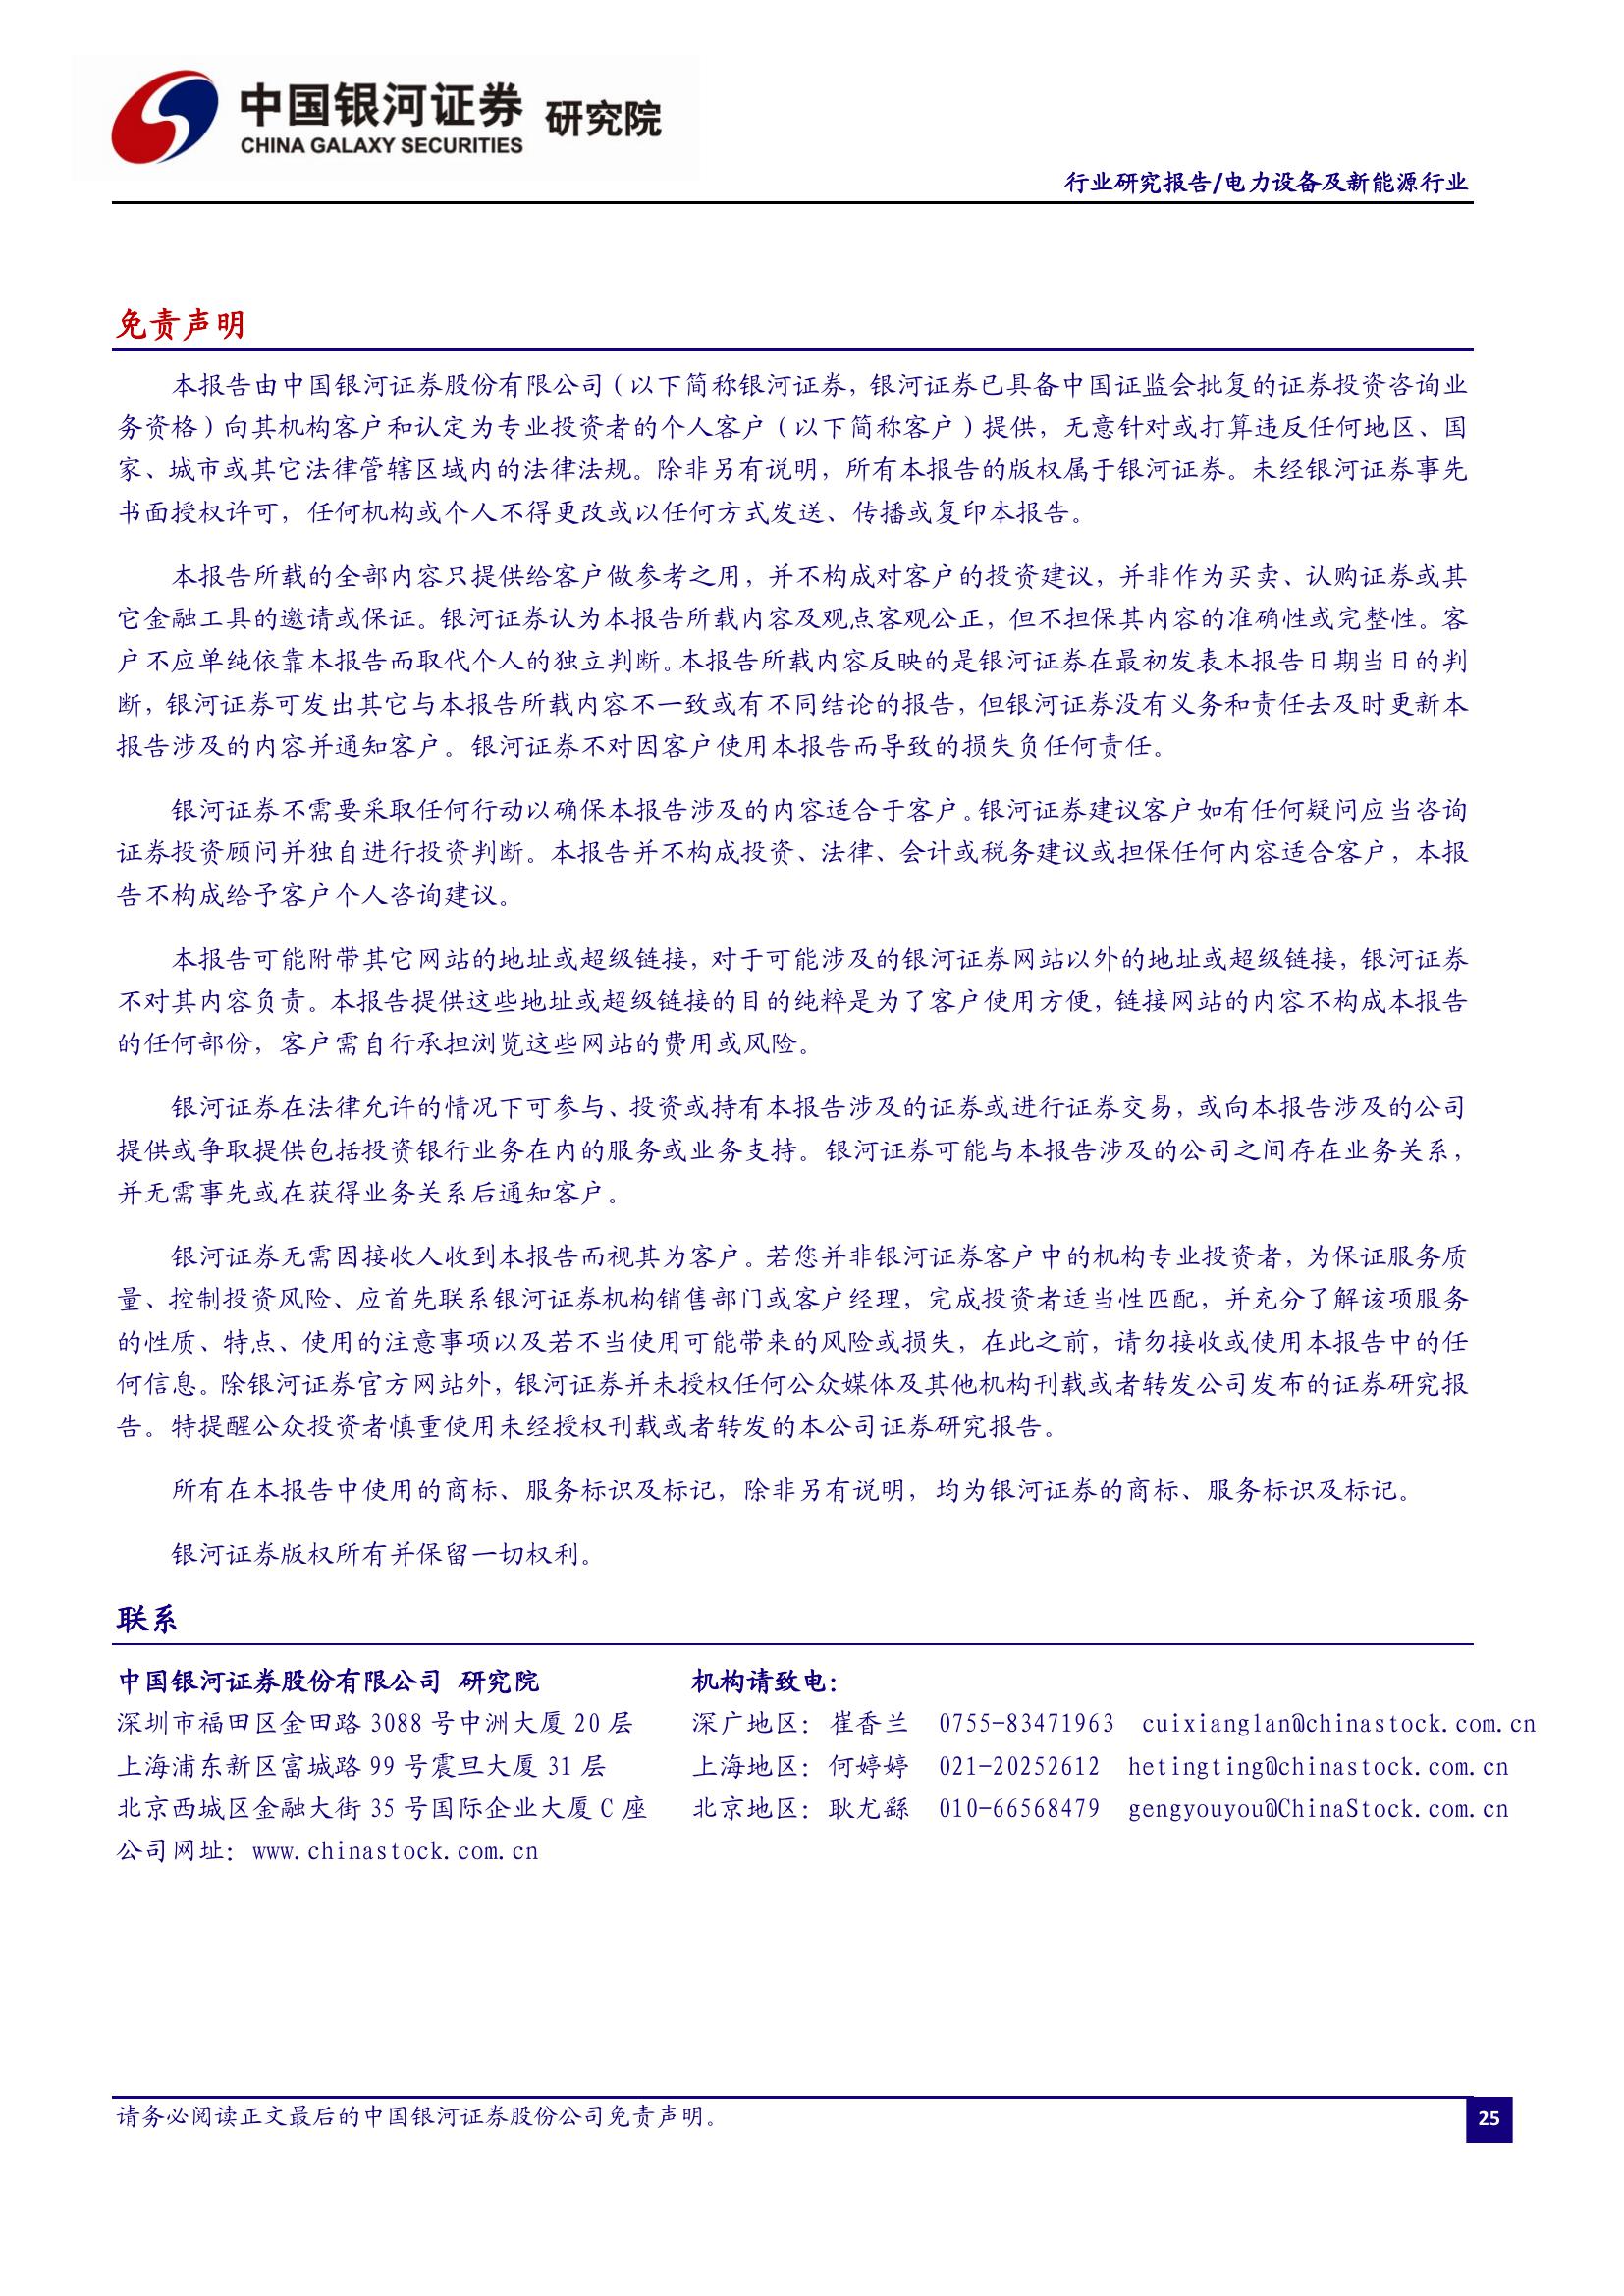 中国银河证券 研究院
CHINA GALAXY SECURITIES
行业研究报告/电力设备及新能源行业
免责声明
本报告由中国银河证券股份有限公司（以下简称银河证券，银河证券已具备中国证监会批复的证券投资咨询业
务资格）向其机构客户和认定为专业投资者的个人客户（以下简称客户）提供，无意针对或打算违反任何地区、国
家、城市或其它法律管辖区域内的法律法规。除非另有说明，所有本报告的版权属于银河证券。未经银河证券事先
书面授权许可，任何机构或个人不得更改或以任何方式发送、传播或复印本报告。
本报告所载的全部内容只提供给客户做参考之用，并不构成对客户的投资建议，并非作为买卖、认购证券或其
它金融工具的邀请或保证。银河证券认为本报告所载内容及观点客观公正，但不担保其内容的准确性或完整性。客
户不应单纯依靠本报告而取代个人的独立判断。本报告所载内容反映的是银河证券在最初发表本报告日期当日的判
断，银河证券可发出其它与本报告所载内容不一致或有不同结论的报告，但银河证券没有义务和责任去及时更新本
报告涉及的内容并通知客户。银河证券不对因客户使用本报告而导致的损失负任何责任。
银河证券不需要采取任何行动以确保本报告涉及的内容适合于客户。银河证券建议客户如有任何疑问应当咨询
证券投资顾问并独自进行投资判断。本报告并不构成投资、法律、会计或税务建议或担保任何内容适合客户，本报
告不构成给予客户个人咨询建议。
本报告可能附带其它网站的地址或超级链接，对于可能涉及的银河证券网站以外的地址或超级链接，银河证券
不对其内容负责。本报告提供这些地址或超级链接的目的纯粹是为了客户使用方便，链接网站的内容不构成本报告
的任何部份，客户需自行承担浏览这些网站的费用或风险。
银河证券在法律允许的情况下可参与、投资或持有本报告涉及的证券或进行证券交易，或向本报告涉及的公司
提供或争取提供包括投资银行业务在内的服务或业务支持。银河证券可能与本报告涉及的公司之间存在业务关系，
并无需事先或在获得业务关系后通知客户。
银河证券无需因接收人收到本报告而视其为客户。若您并非银河证券客户中的机构专业投资者，为保证服务质
量、控制投资风险、应首先联系银河证券机构销售部门或客户经理，完成投资者适当性匹配，并充分了解该项服务
的性质、特点、使用的注意事项以及若不当使用可能带来的风险或损失，在此之前，请勿接收或使用本报告中的任
何信息。除银河证券官方网站外，银河证券并未授权任何公众媒体及其他机构刊载或者转发公司发布的证券研究报
告。特提醒公众投资者慎重使用未经授权刊载或者转发的本公司证券研究报告。
所有在本报告中使用的商标、服务标识及标记，除非另有说明，均为银河证券的商标、服务标识及标记。
银河证券版权所有并保留一切权利。
联系
中国银河证券股份有限公司 研究院 机构请致电：
深圳市福田区金田路 3088 号中洲大厦 20 层 深广地区：崔香兰 0755-83471963 cuixianglan@chinastock.com.cn
上海浦东新区富城路 99 号震旦大厦 31 层 上海地区：何婷婷 021-20252612 hetingting@chinastock.com.cn
北京西城区金融大街 35 号国际企业大厦 C 座 北京地区：耿尤繇 010-66568479 gengyouyou@ChinaStock.com.cn
公司网址：www.chinastock.com.cn
请务必阅读正文最后的中国银河证券股份公司免责声明。
25